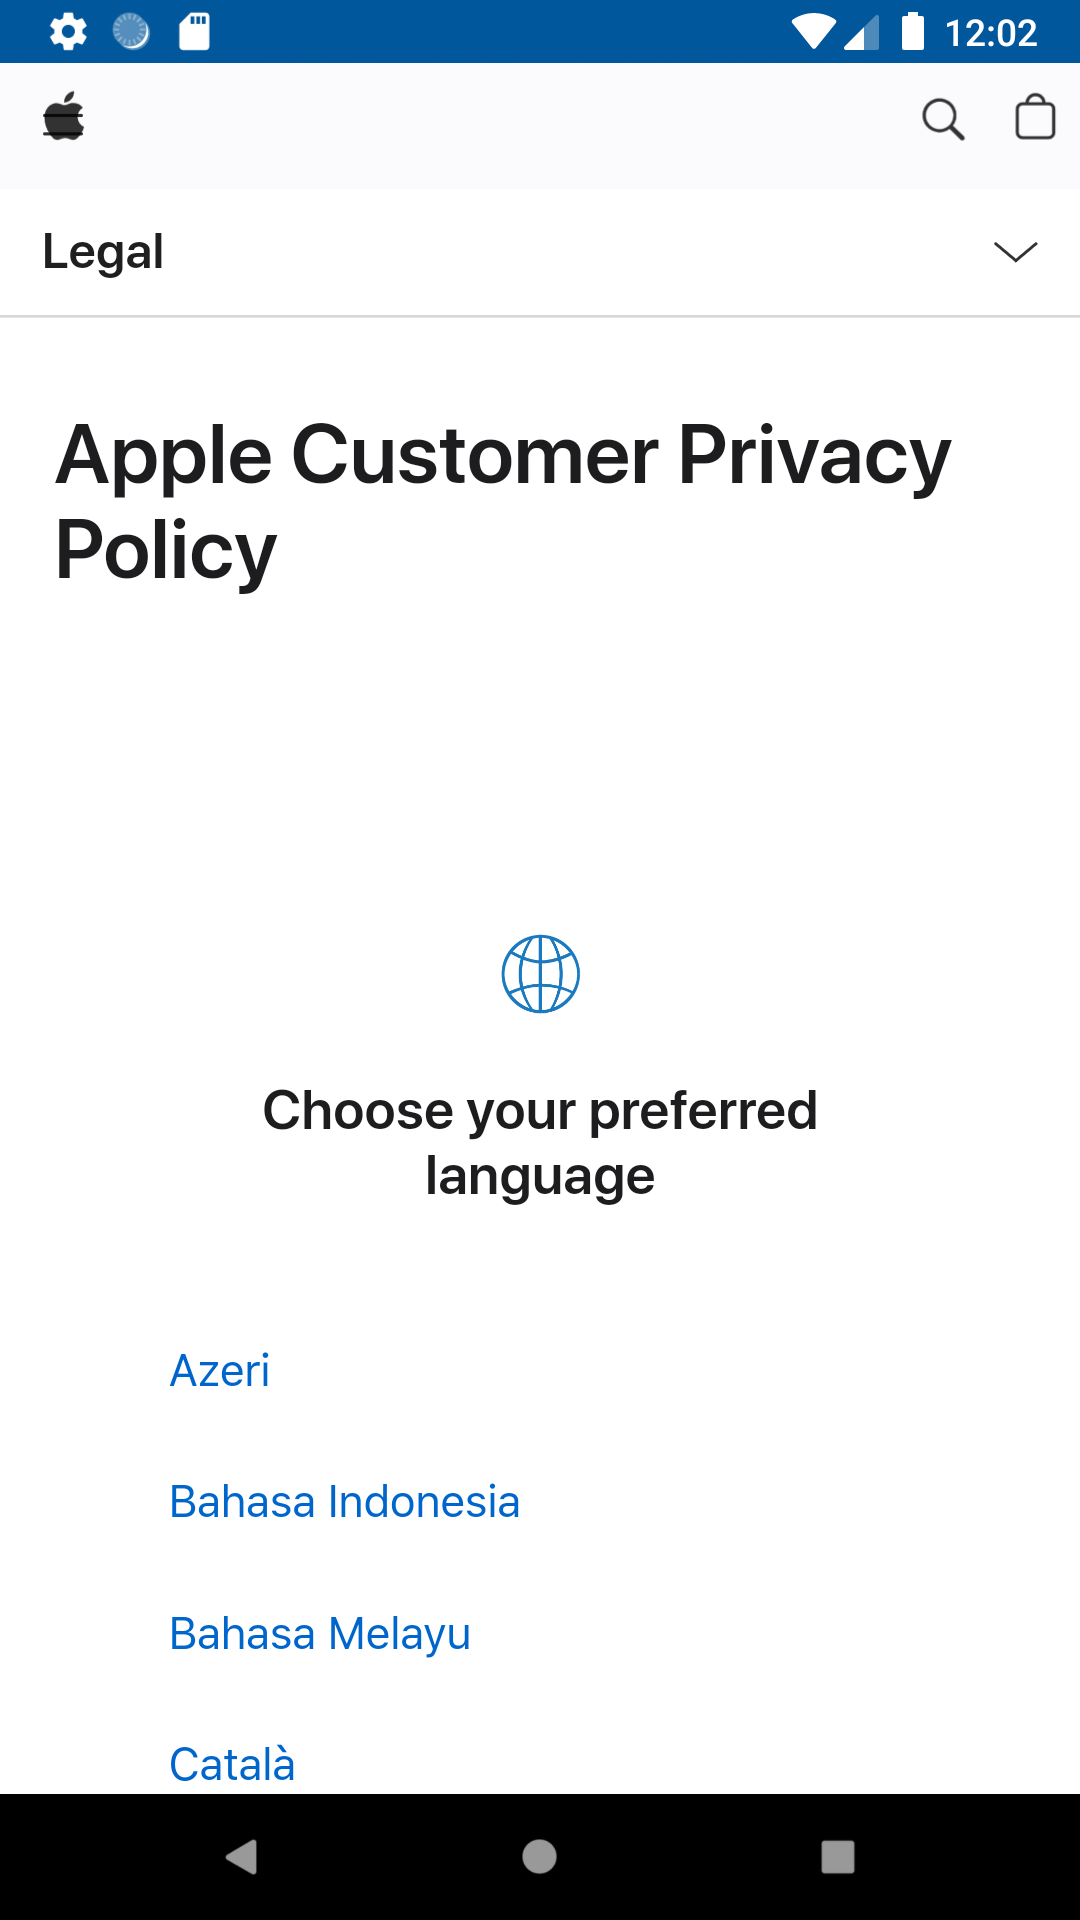 12:02
Legal
Apple Customer Privacy
Policy
Choose your preferred
language
Azeri
Bahasa Indonesia
Bahasa Melayu
Català